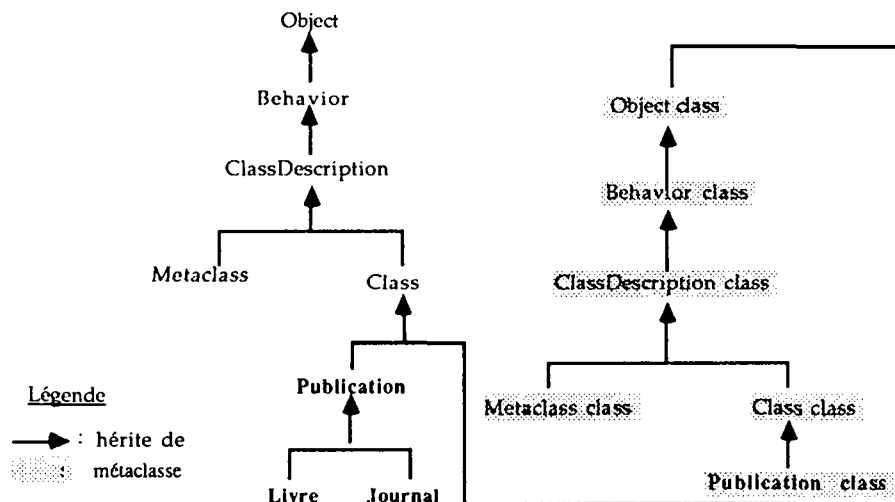 Object
Behavior
ClassDescription
Metaclass
Class
Publication
Livre
Journal
Légende
: hérite de
: métaclasse
Object class
Behavior class
ClassDescription class
Metaclass class
Class class
Publication class